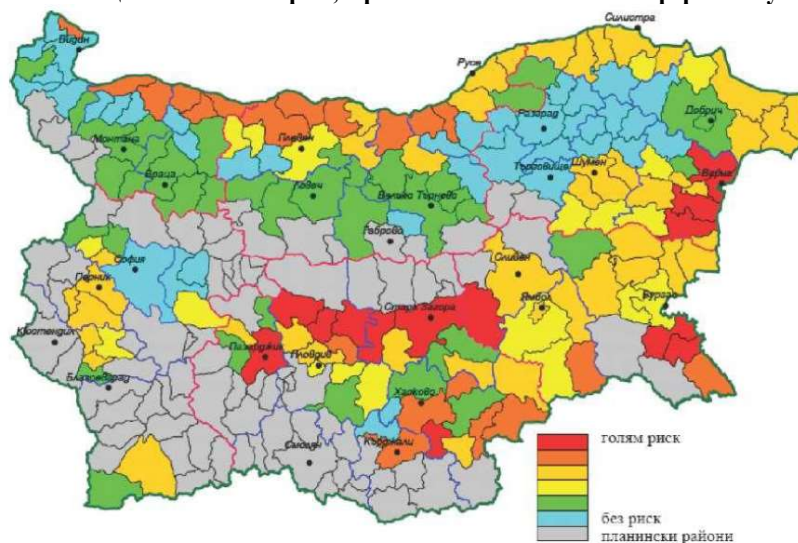 Силистра
Видин
Русе
Разград
Добрич
Монтана
Плевен
Търговище
Шумен
Варна
Враца
Ловеч
Велико Търново
Габрово
София
Сливен
Перник
Стара Загора
Ямбол
Бургас
Кюстендил
Пазарджик
Пловдив
Благоевград
Хасково
Смолян
Кърджали
голям риск
без риск
планински райони